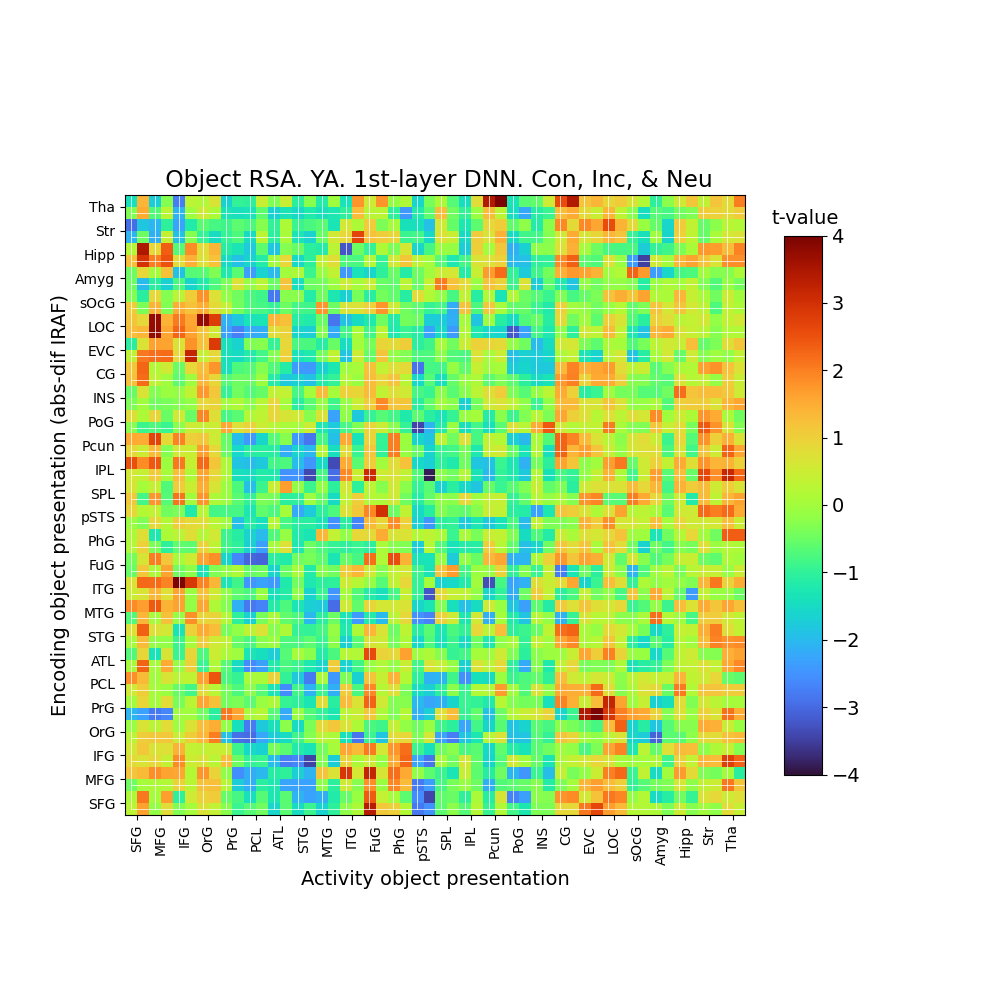 Object RSA. YA. 1st-layer DNN. Con, Inc, & Neu
t-value
Encoding object presentation (abs-dif IRAF)
Tha
Str
Hipp
Amyg
sOcG
LOC
EVC
CG
INS
PoG
Pcun
IPL
SPL
pSTS
PhG
FuG
ITG
MTG
STG
ATL
PCL
PrG
OrG
IFG
MFG
SFG
4
3
2
1
0
−1
−2
−3
−4
SFG MFG IFG OrG PrG PCL ATL STG MTG ITG FuG PhG pSTS SPL IPL Pcun PoG INS CG EVC LOC sOcG Amyg Hipp Str Tha
Activity object presentation